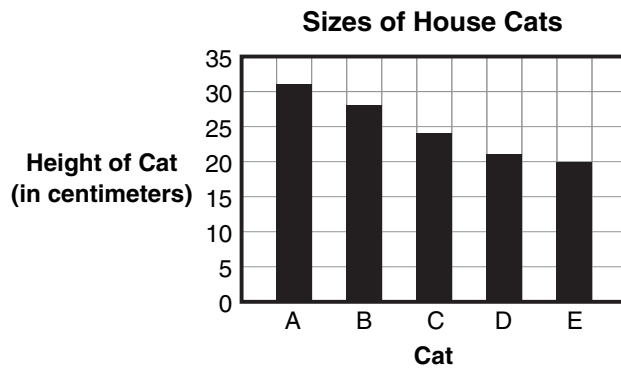 Sizes of House Cats
35
30
25
20
15
10
5
0
Height of Cat
(in centimeters)
A B C D E
Cat